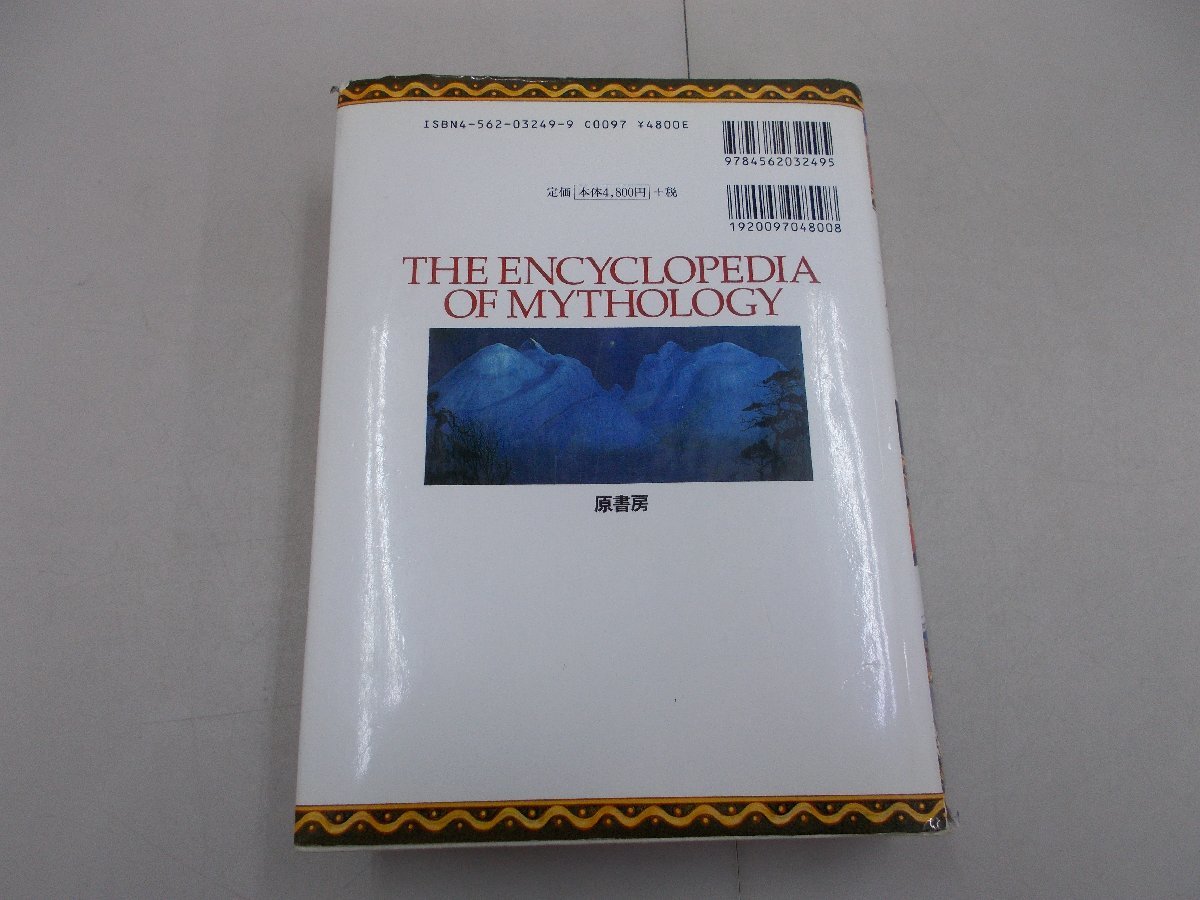 ISBN4-562-03249-9 C0097 ¥4800E
9784562032495
定価 本体4,800円 +税
1920097048008
THE ENCYCLOPEDIA
OF MYTHOLOGY
原書房